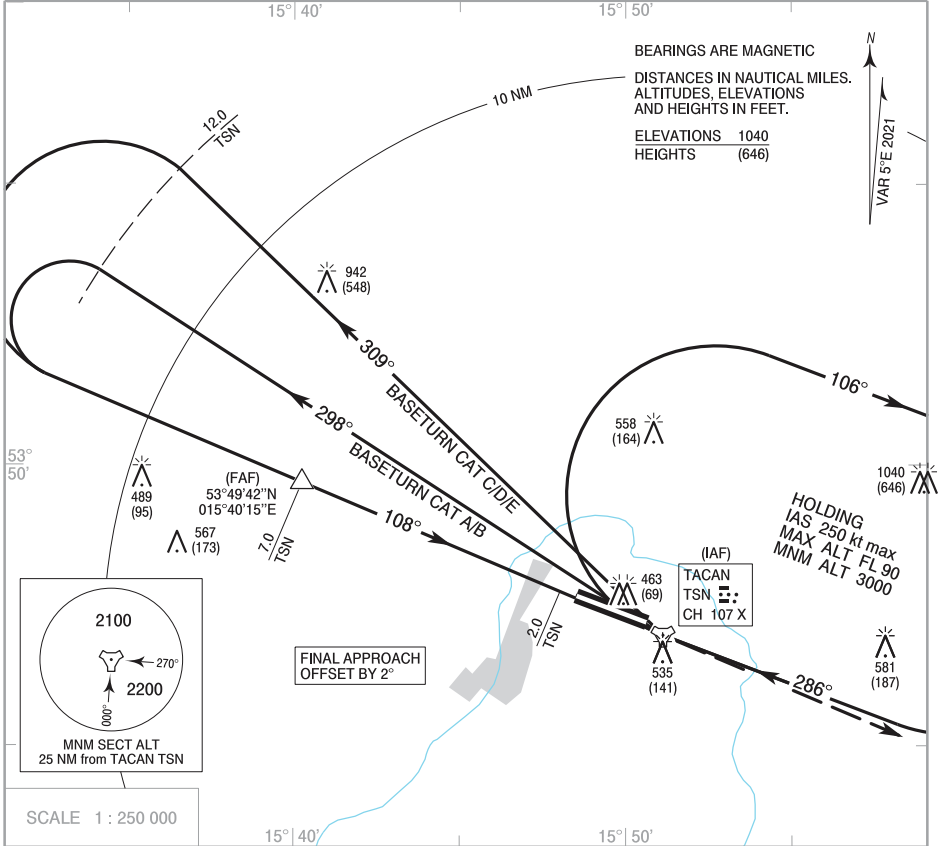 15°40'
15°50'
N
VAR 5°E 2021
BEARINGS ARE MAGNETIC
DISTANCES IN NAUTICAL MILES.
ALTITUDES, ELEVATIONS
AND HEIGHTS IN FEET.
ELEVATIONS 1040
HEIGHTS (646)
10 NM
12.0
TSN
942
(548)
309°
BASETURN CAT C/D/E
298°
BASETURN CAT A/B
106°
558
(164)
53°
50'
489
(95)
(FAF)
53°49'42"N
015°40'15"E
7.0
TSN
567
(173)
108°
1040
(646)
HOLDING
IAS 250 kt max
MAX ALT FL 90
MNM ALT 3000
463
(69)
(IAF)
TACAN
TSN
CH 107 X
2.0
TSN
2100
270°
2200
000°
MNM SECT ALT
25 NM from TACAN TSN
FINAL APPROACH
OFFSET BY 2°
535
(141)
581
(187)
286°
SCALE 1 : 250 000
15°40'
15°50'